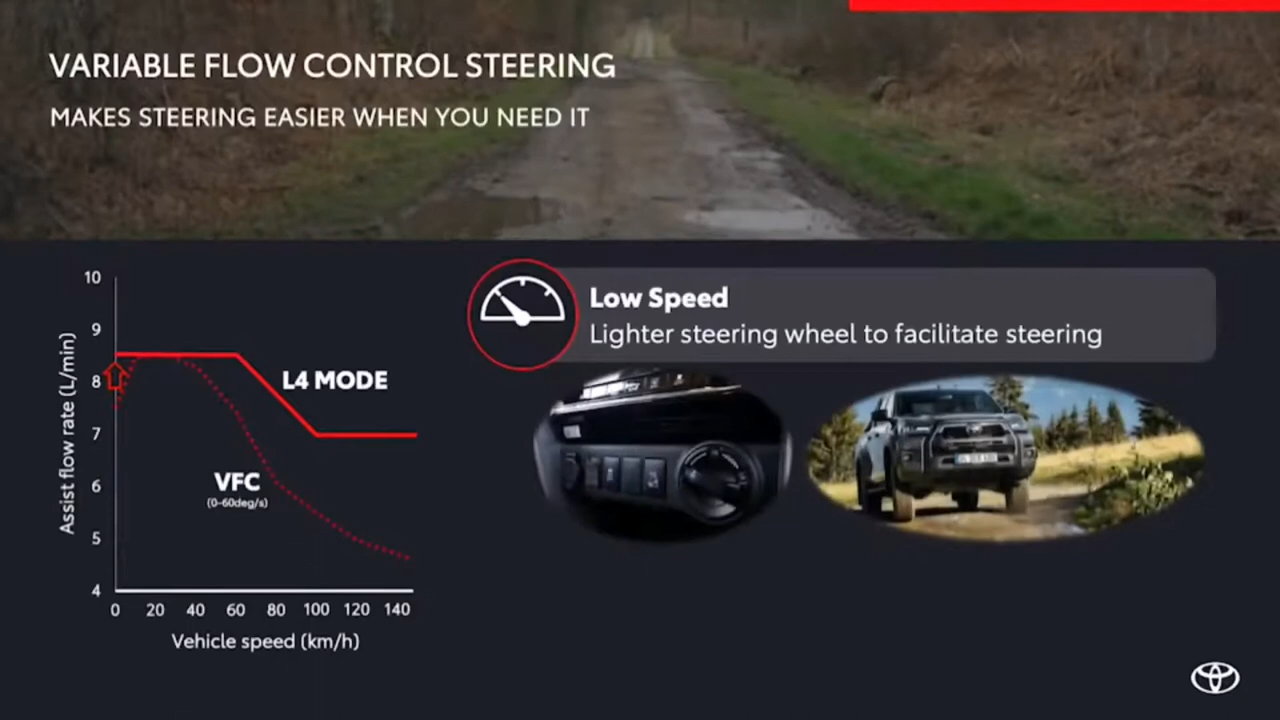 VARIABLE FLOW CONTROL STEERING
MAKES STEERING EASIER WHEN YOU NEED IT
Low Speed
Lighter steering wheel to facilitate steering
Assist flow rate (L/min)
10
9
8
7
6
5
4
L4 MODE
VFC
(0-60deg/s)
0 20 40 60 80 100 120 140
Vehicle speed (km/h)